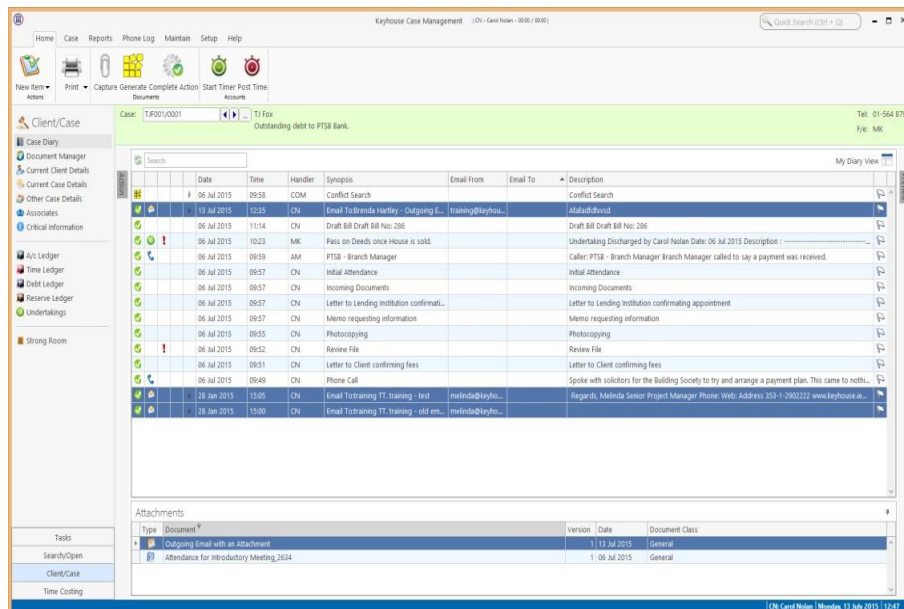 Keyhouse Case Management (CN - Carol Nolan - 00:00 / 00:00)
Quick Search (Ctrl + Q)
Home Case Reports Phone Log Maintain Setup Help
New Item Print Capture Generate Complete Action Start Timer Post Time
Actions Documents Accounts
Client/Case
Case: TJF001/0001 ... TJ Fox Tel: 01-564 875
Outstanding debt to PTSB Bank. F/e: MK
Case Diary
Document Manager
Current Client Details
Current Case Details
Other Case Details
Associates
Critical Information
A/c Ledger
Time Ledger
Debt Ledger
Reserve Ledger
Undertakings
Strong Room
Tasks
Search/Open
Client/Case
Time Costing
Search My Diary View
Date Time Handler Synopsis Email From Email To Description
06 Jul 2015 09:58 COM Conflict Search Conflict Search
13 Jul 2015 12:35 CN Email To:Brenda Hartley - Outgoing E... training@keyhou... Afafadfdfxvsd
06 Jul 2015 11:14 CN Draft Bill Draft Bill No: 286 Draft Bill Draft Bill No: 286
06 Jul 2015 10:23 MK Pass on Deeds once House is sold. Undertaking Discharged by Carol Nolan Date: 06 Jul 2015 Description : --------------------------------...
06 Jul 2015 09:59 AM PTSB - Branch Manager Caller: PTSB - Branch Manager Branch Manager called to say a payment was received.
06 Jul 2015 09:57 CN Initial Attendance Initial Attendance
06 Jul 2015 09:57 CN Incoming Documents Incoming Documents
06 Jul 2015 09:57 CN Letter to Lending Institution confirmati... Letter to Lending Institution confirmating appointment
06 Jul 2015 09:57 CN Memo requesting information Memo requesting information
06 Jul 2015 09:55 CN Photocopying Photocopying
06 Jul 2015 09:52 CN Review File Review File
06 Jul 2015 09:51 CN Letter to Client confirming fees Letter to Client confirming fees
06 Jul 2015 09:49 CN Phone Call Spoke with solicitors for the Building Society to try and arrange a payment plan. This came to nothi...
28 Jan 2015 15:05 CN Email To:training TT. training - test melinda@keyho... Regards, Melinda Senior Project Manager Phone: Web: Address 353-1-2902222 www.keyhouse.ie...
28 Jan 2015 15:00 CN Email To:training TT. training - old em... melinda@keyho...
Attachments
Type Document Version Date Document Class
Outgoing Email with an Attachment 1 13 Jul 2015 General
Attendance for Introductory Meeting_2634 1 06 Jul 2015 General
CN: Carol Nolan Monday, 13 July 2015 12:47